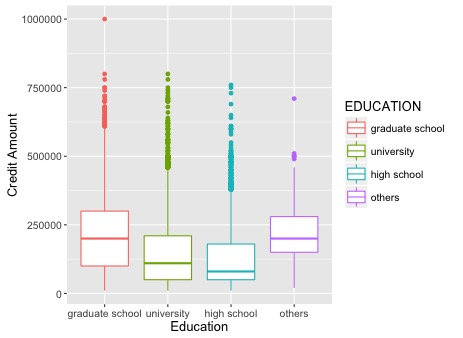 1000000
750000
500000
250000
0
Credit Amount
graduate school university high school others
Education
EDUCATION
graduate school
university
high school
others